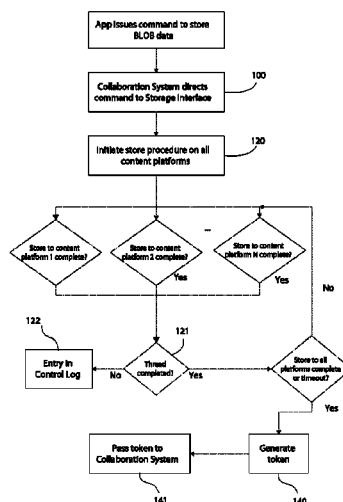 App issues command to store
BLOB data
Collaboration System directs
command to Storage Interface
100
Initiate store procedure on all
content platforms
120
...
Store to content
platform 1 complete?
Store to content
platform 2 complete?
Store to content
platform N complete?
Yes
Yes
No
122
121
Entry in
Control Log
No
Thread
completed?
Yes
Store to all
platforms complete
or timeout?
Yes
Pass token to
Collaboration System
Generate
token
141
140